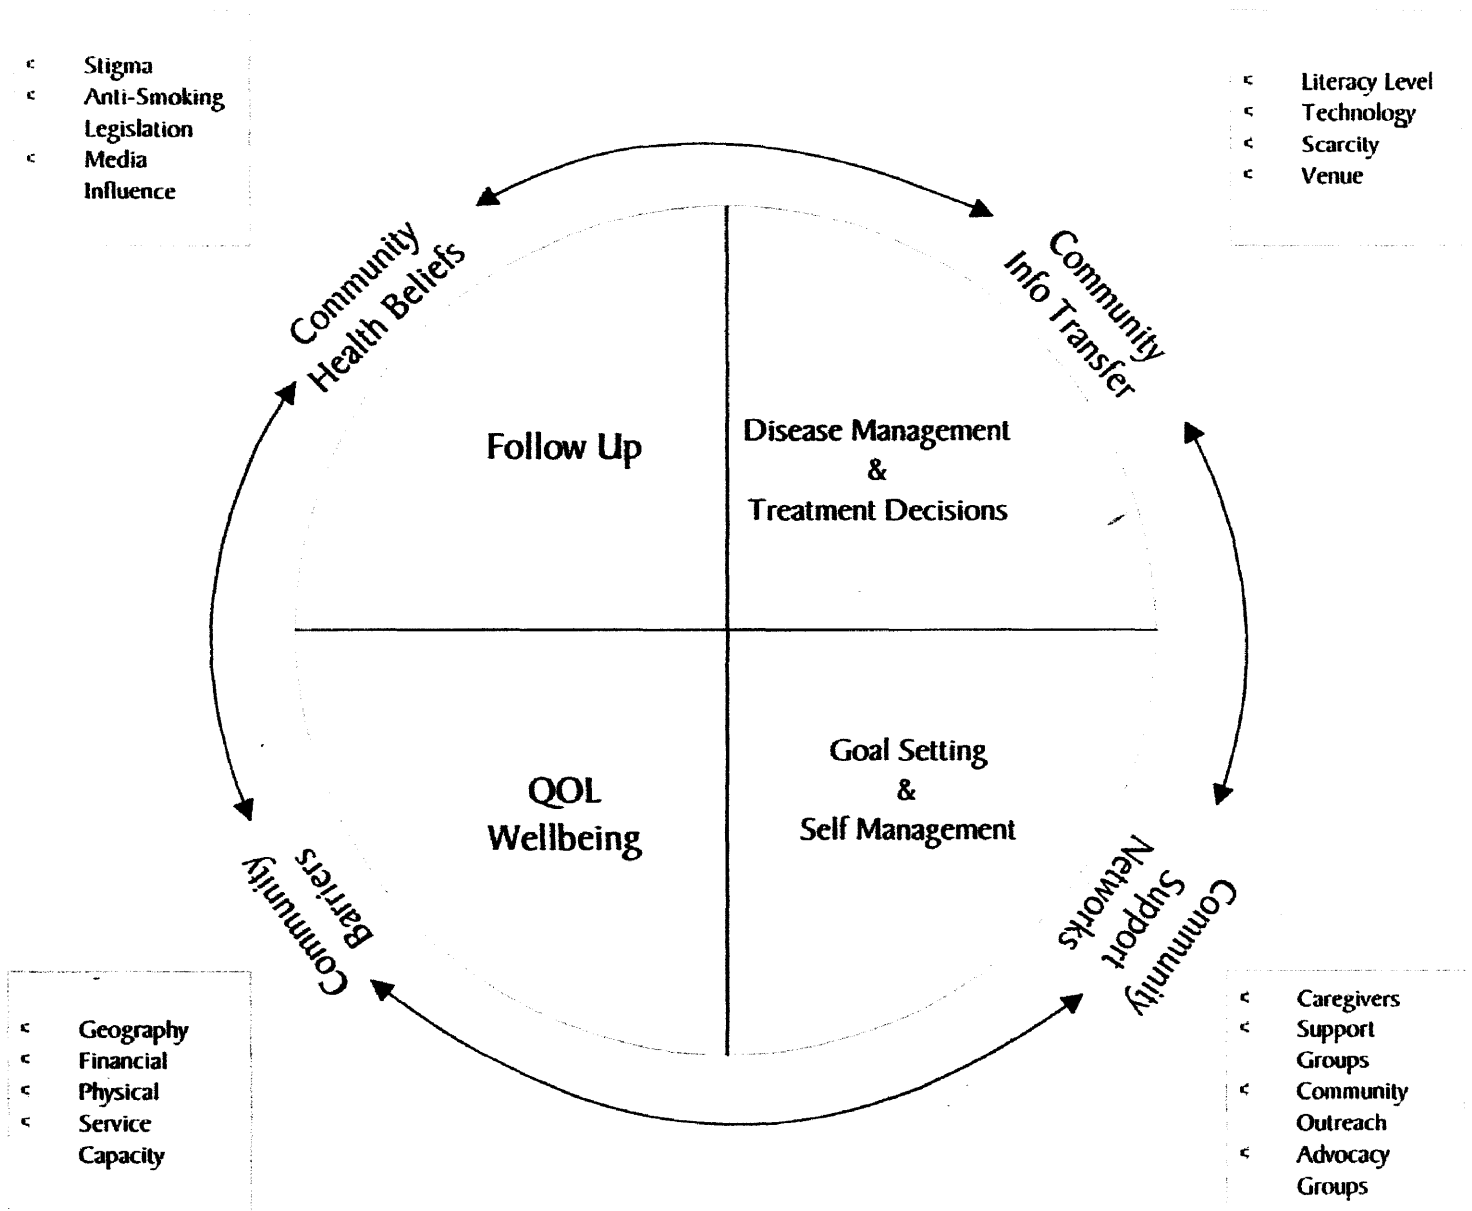 Stigma
Anti-Smoking
Legislation
Media
Influence
Literacy Level
Technology
Scarcity
Venue
Community
Health Beliefs
Community
Info Transfer
Follow Up
Disease Management
&
Treatment Decisions
QOL
Wellbeing
Goal Setting
&
Self Management
Community
Barriers
Community
Support
Networks
Geography
Financial
Physical
Service
Capacity
Caregivers
Support
Groups
Community
Outreach
Advocacy
Groups